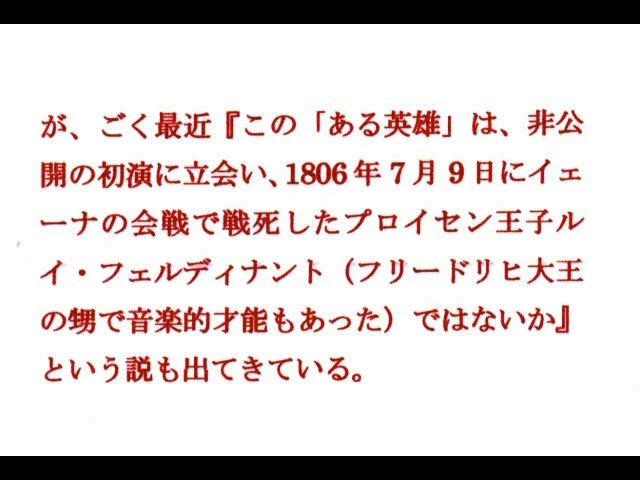 が、ごく最近『この「ある英雄」は、非公
開の初演に立会い、1806年7月9日にイェ
ーナの会戦で戦死したプロイセン王子ル
イ・フェルディナント（フリードリヒ大王
の甥で音楽的才能もあった）ではないか』
という説も出てきている。